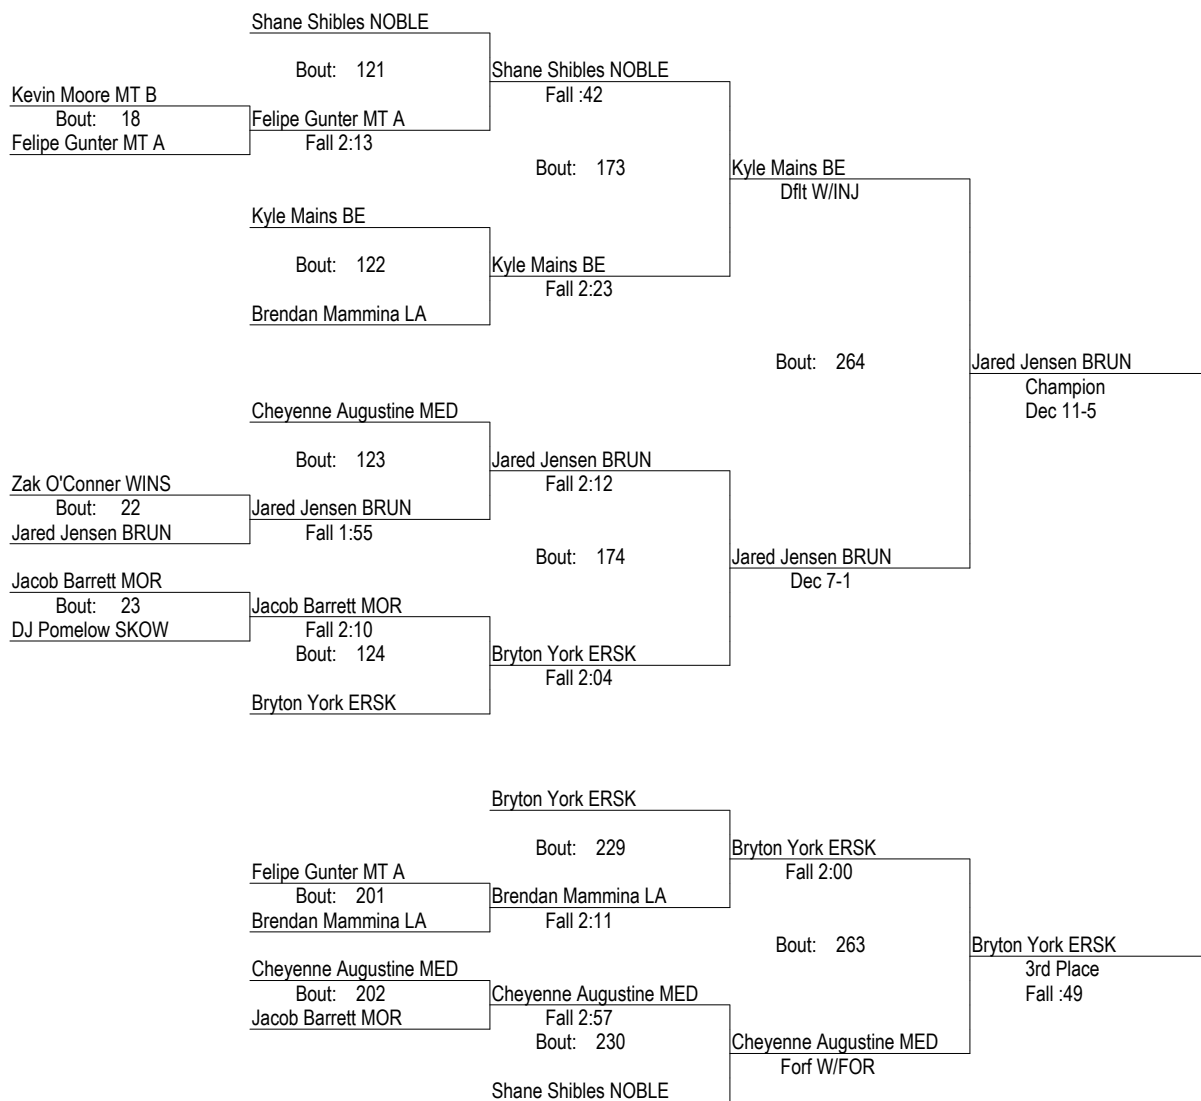 Shane Shibles NOBLE
Bout: 121
Shane Shibles NOBLE
Kevin Moore MT B
Fall :42
Bout: 18
Felipe Gunter MT A
Felipe Gunter MT A
Fall 2:13
Bout: 173
Kyle Mains BE
Dflt W/INJ
Kyle Mains BE
Bout: 122
Kyle Mains BE
Fall 2:23
Brendan Mammina LA
Bout: 264
Jared Jensen BRUN
Champion
Dec 11-5
Cheyenne Augustine MED
Bout: 123
Jared Jensen BRUN
Zak O'Conner WINS
Fall 2:12
Bout: 22
Jared Jensen BRUN
Jared Jensen BRUN
Fall 1:55
Bout: 174
Jared Jensen BRUN
Dec 7-1
Jacob Barrett MOR
Bout: 23
Jacob Barrett MOR
DJ Pomelow SKOW
Fall 2:10
Bout: 124
Bryton York ERSK
Fall 2:04
Bryton York ERSK
Bryton York ERSK
Bout: 229
Bryton York ERSK
Fall 2:00
Felipe Gunter MT A
Bout: 201
Brendan Mammina LA
Brendan Mammina LA
Fall 2:11
Bout: 263
Bryton York ERSK
3rd Place
Fall :49
Cheyenne Augustine MED
Bout: 202
Cheyenne Augustine MED
Jacob Barrett MOR
Fall 2:57
Bout: 230
Cheyenne Augustine MED
Forf W/FOR
Shane Shibles NOBLE